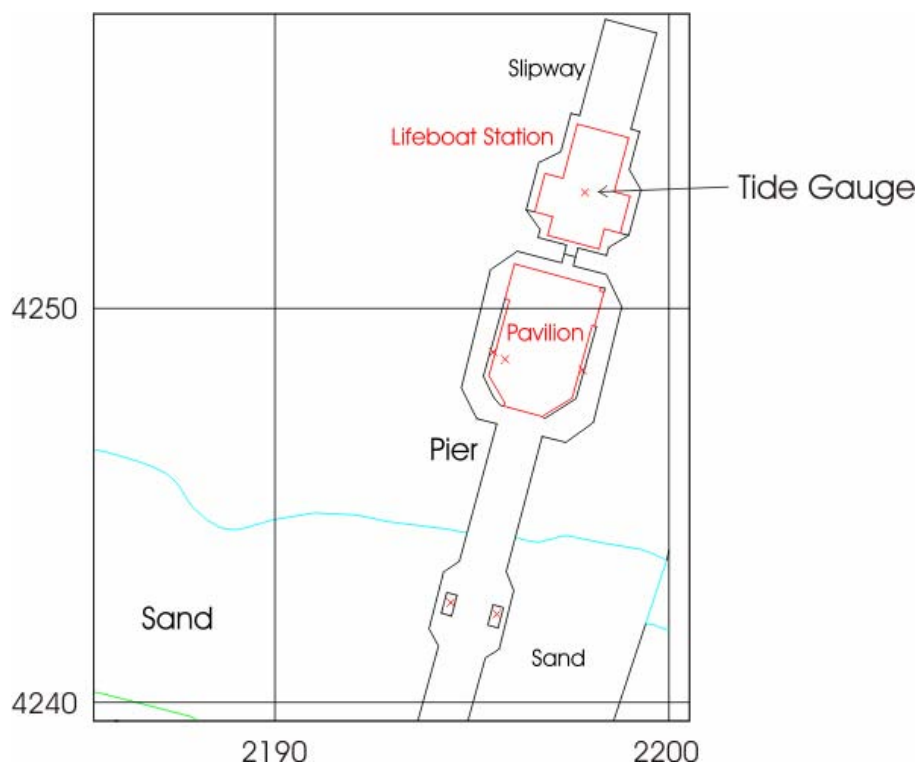 Slipway
Lifeboat Station
Tide Gauge
4250
Pavilion
Pier
Sand
Sand
4240
2190
2200